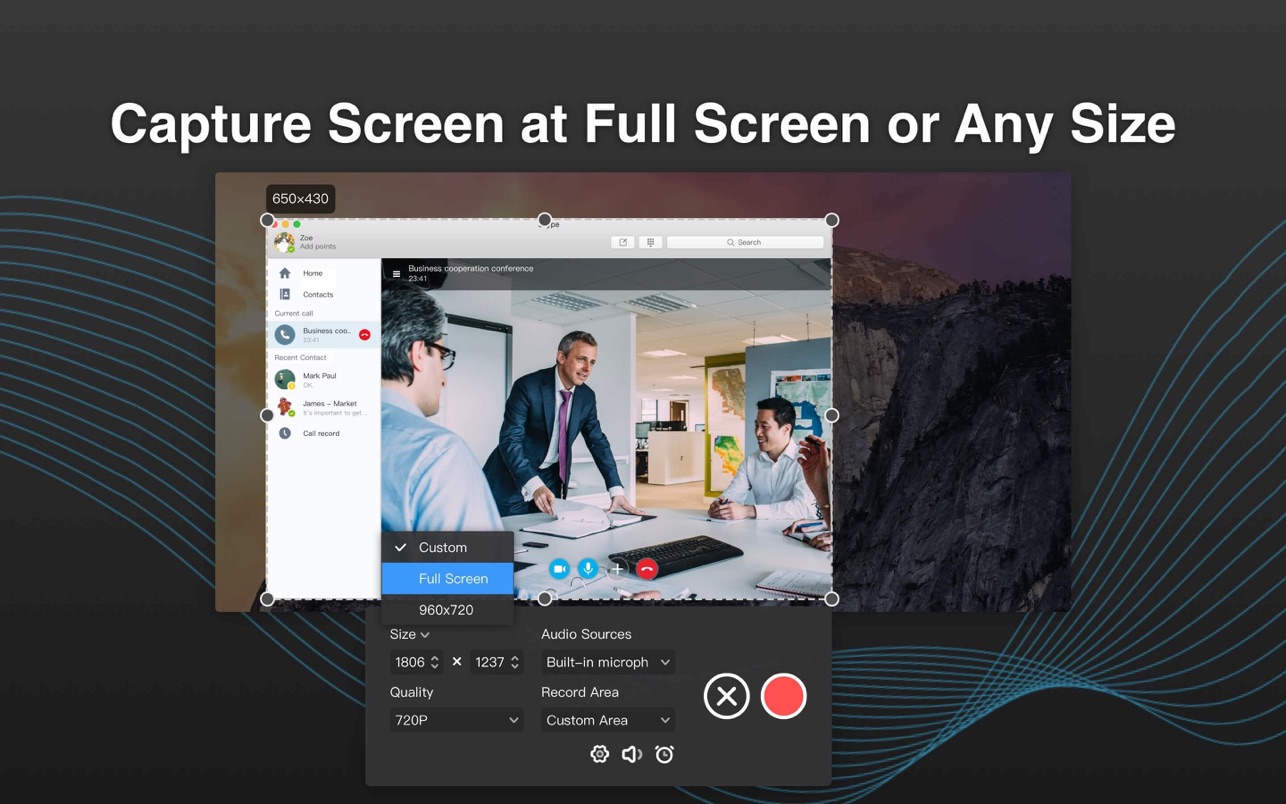 Capture Screen at Full Screen or Any Size
650×430
Zoe
Add points
Search
Business cooperation conference
23:41
Home
Contacts
Current call
Business coo..
23:41
Recent Contact
Mark Paul
OK.
James - Market
It's important to get...
Call record
Custom
Full Screen
960x720
Size
Audio Sources
1806 × 1237
Built-in microph
Quality
Record Area
720P
Custom Area